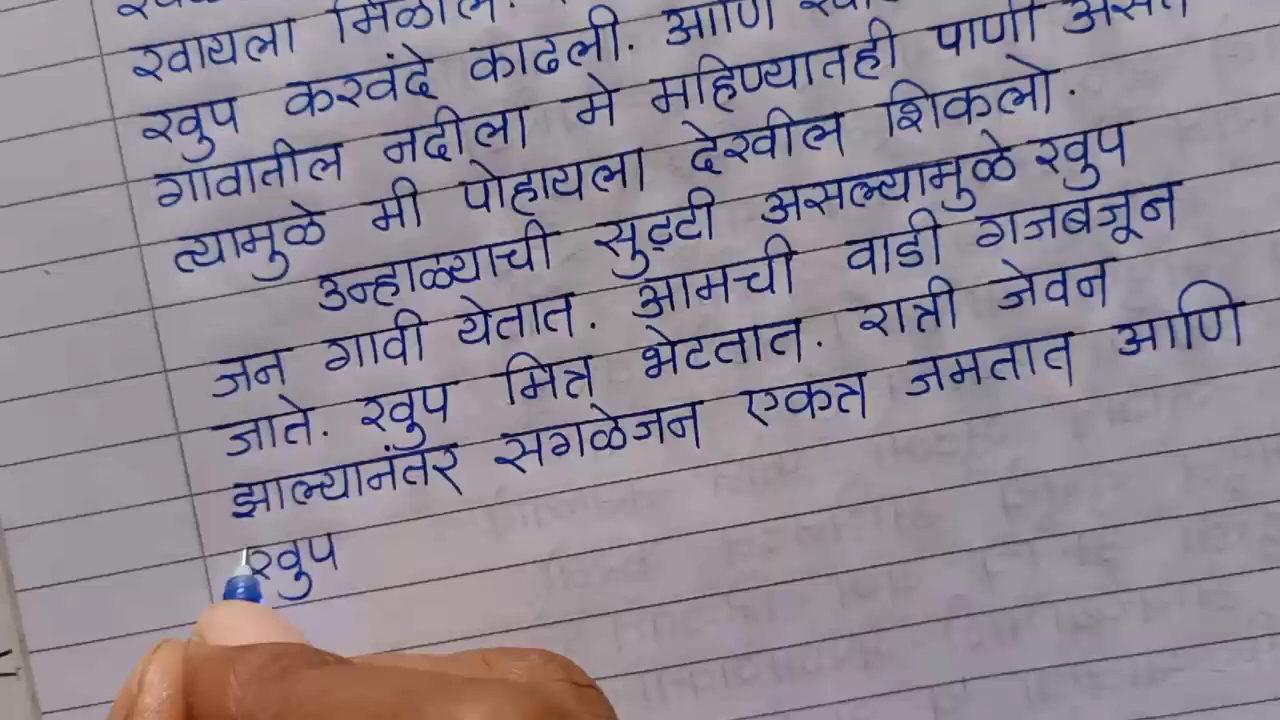 खायला मिळाल.
खुप करवंदे काढली. आणि
गावातील नदीला मे महिण्यातही पाणी असत
त्यामुळे मी पोहायला देखील शिकलो.
उन्हाळ्याची सुट्टी असल्यामुळे खुप
जन गावी येतात. आमची वाडी गजबजून
जाते. खुप मित्र भेटतात. रात्री जेवन
झाल्यानंतर सगळेजन एकत्र जमतात आणि
खुप